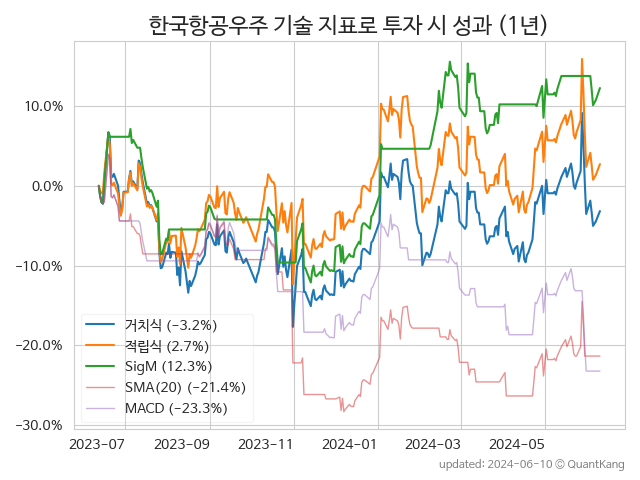 한국항공우주 기술 지표로 투자 시 성과 (1년)
10.0%
0.0%
−10.0%
−20.0%
−30.0%
거치식 (−3.2%)
적립식 (2.7%)
SigM (12.3%)
SMA(20) (−21.4%)
MACD (−23.3%)
2023-07 2023-09 2023-11 2024-01 2024-03 2024-05
updated: 2024-06-10 © QuantKang